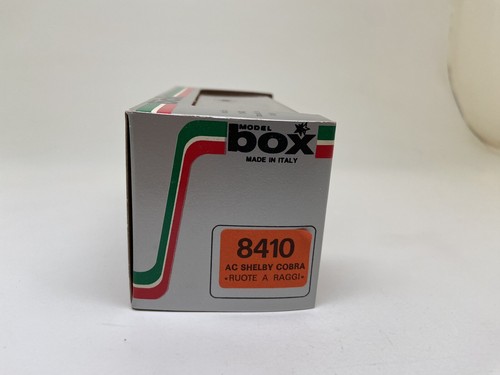 MODEL
box
MADE IN ITALY
8410
AC SHELBY COBRA
•RUOTE A RAGGI•